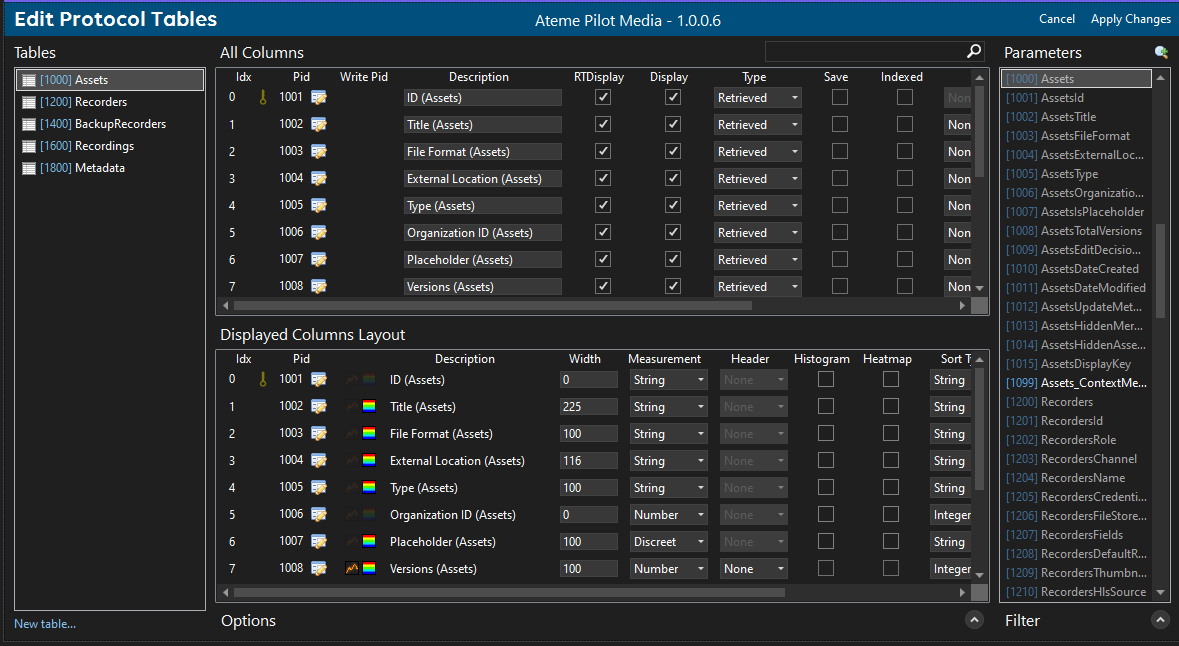 Edit Protocol Tables
Ateme Pilot Media - 1.0.0.6
Cancel Apply Changes
Tables
[1000] Assets
[1200] Recorders
[1400] BackupRecorders
[1600] Recordings
[1800] Metadata
New table...
All Columns
Idx Pid Write Pid Description RTDisplay Display Type Save Indexed
0 1001 ID (Assets) Retrieved Non
1 1002 Title (Assets) Retrieved Non
2 1003 File Format (Assets) Retrieved Non
3 1004 External Location (Assets) Retrieved Non
4 1005 Type (Assets) Retrieved Non
5 1006 Organization ID (Assets) Retrieved Non
6 1007 Placeholder (Assets) Retrieved Non
7 1008 Versions (Assets) Retrieved Non
Displayed Columns Layout
Idx Pid Description Width Measurement Header Histogram Heatmap Sort T
0 1001 ID (Assets) 0 String None String
1 1002 Title (Assets) 225 String None String
2 1003 File Format (Assets) 100 String None String
3 1004 External Location (Assets) 116 String None String
4 1005 Type (Assets) 100 String None String
5 1006 Organization ID (Assets) 0 Number None Integer
6 1007 Placeholder (Assets) 100 Discreet None String
7 1008 Versions (Assets) 100 Number None Integer
Options
Parameters
[1000] Assets
[1001] AssetsId
[1002] AssetsTitle
[1003] AssetsFileFormat
[1004] AssetsExternalLoc...
[1005] AssetsType
[1006] AssetsOrganizatio...
[1007] AssetsIsPlaceholder
[1008] AssetsTotalVersions
[1009] AssetsEditDecisio...
[1010] AssetsDateCreated
[1011] AssetsDateModified
[1012] AssetsUpdateMet...
[1013] AssetsHiddenMer...
[1014] AssetsHiddenAsse...
[1015] AssetsDisplayKey
[1099] Assets_ContextMe...
[1200] Recorders
[1201] RecordersId
[1202] RecordersRole
[1203] RecordersChannel
[1204] RecordersName
[1205] RecordersCredenti...
[1206] RecordersFileStore...
[1207] RecordersFields
[1208] RecordersDefaultR...
[1209] RecordersThumbn...
[1210] RecordersHlsSource
Filter